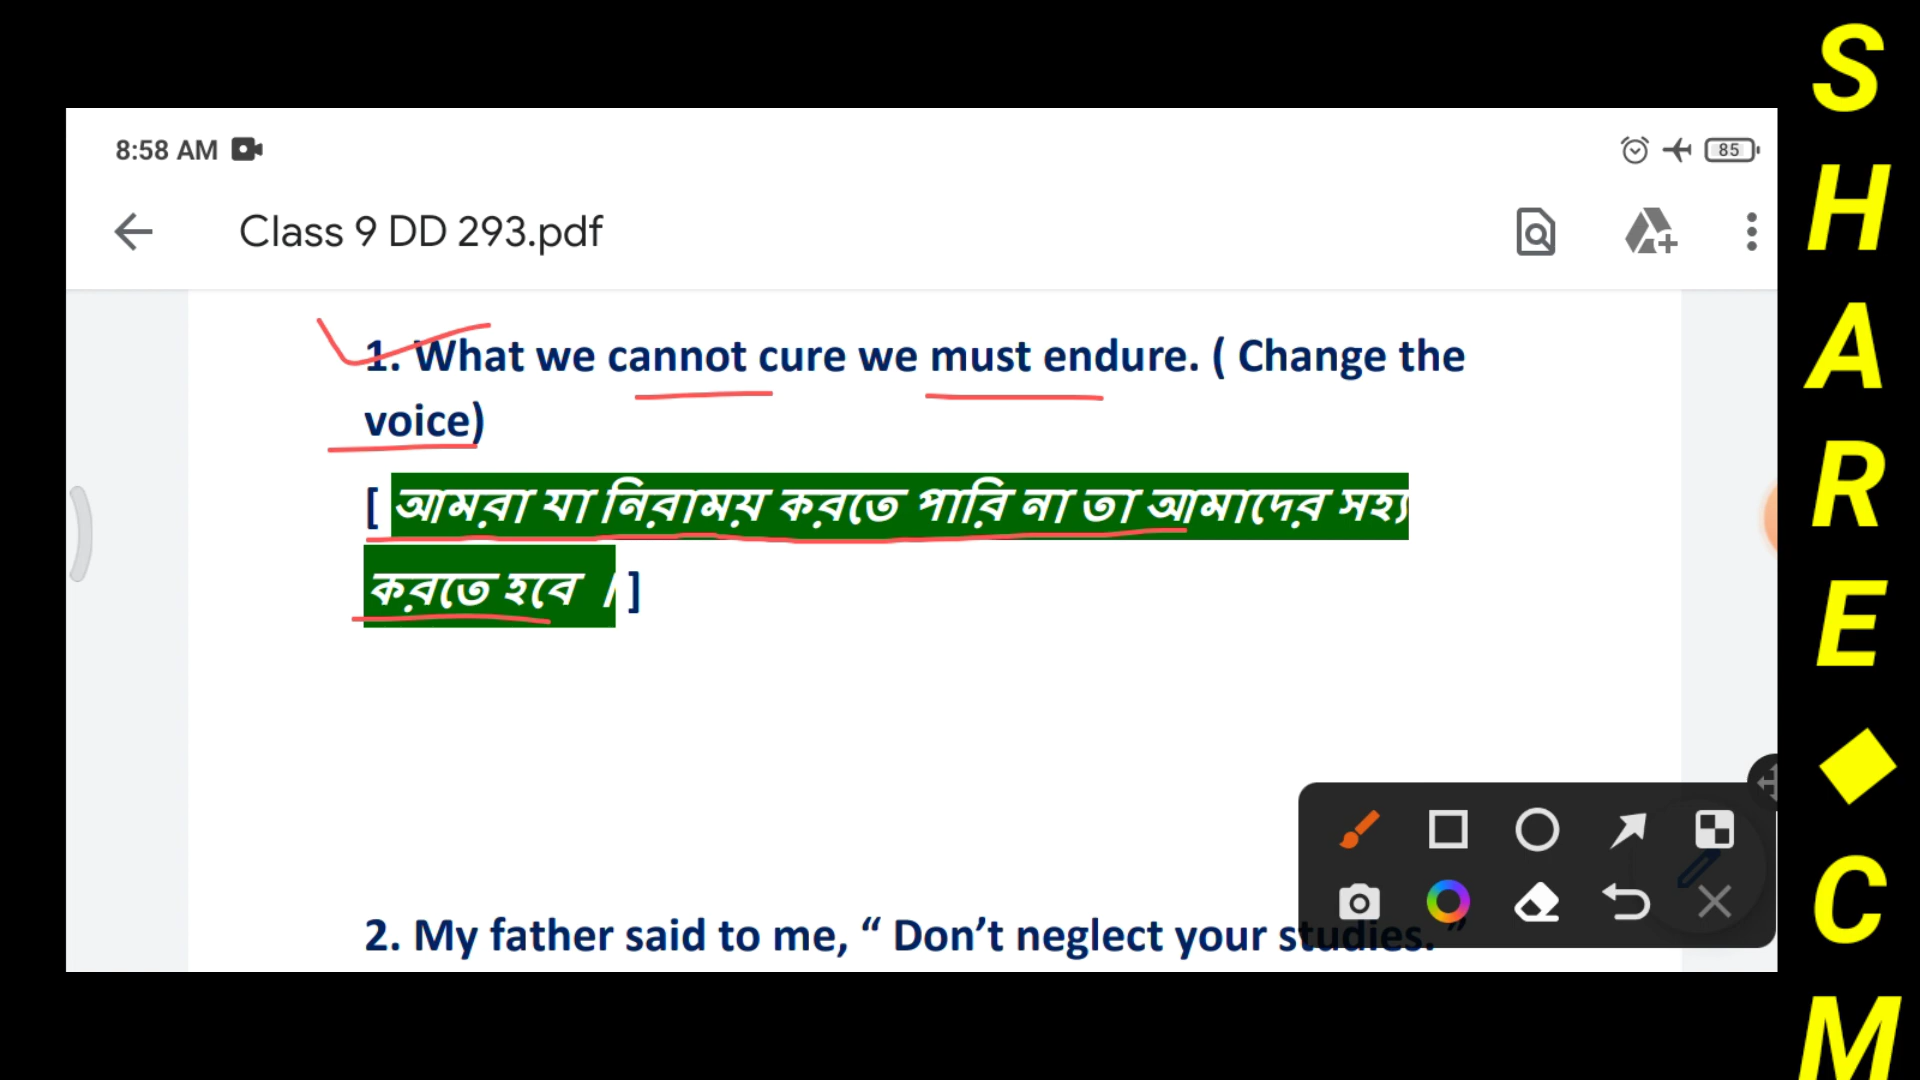 8:58 AM
85
Class 9 DD 293.pdf
1. What we cannot cure we must endure. ( Change the
voice)
[ আমরা যা নিরাময় করতে পারি না তা আমাদের সহ্য
করতে হবে । ]
2. My father said to me, “ Don’t neglect your studies. ”
SHARE◆CM